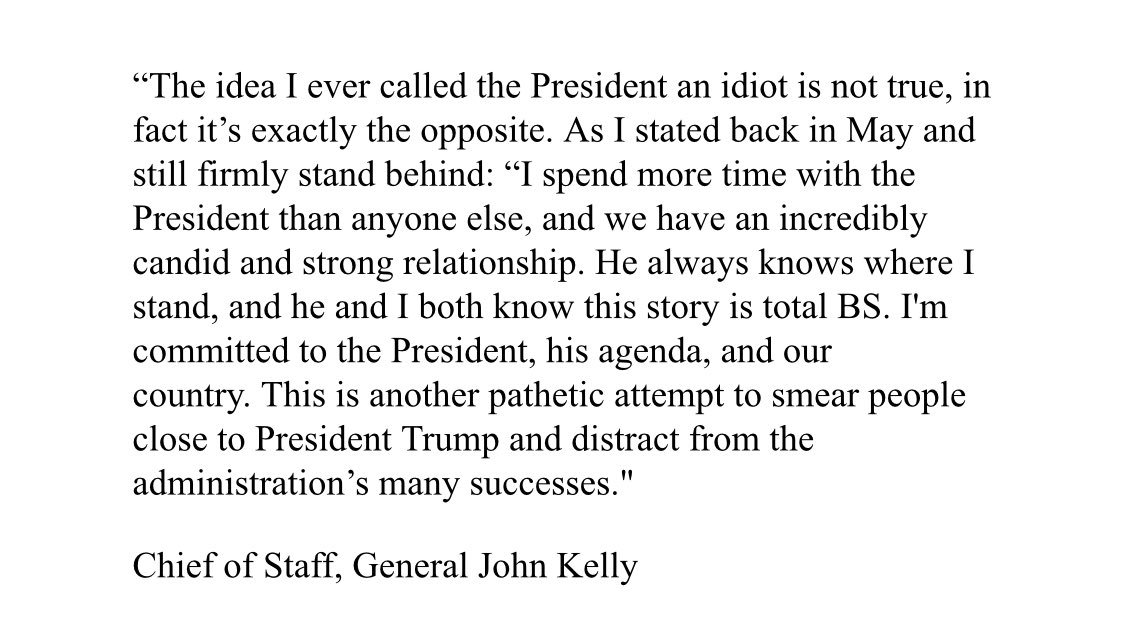 “The idea I ever called the President an idiot is not true, in
fact it’s exactly the opposite. As I stated back in May and
still firmly stand behind: “I spend more time with the
President than anyone else, and we have an incredibly
candid and strong relationship. He always knows where I
stand, and he and I both know this story is total BS. I'm
committed to the President, his agenda, and our
country. This is another pathetic attempt to smear people
close to President Trump and distract from the
administration’s many successes."
Chief of Staff, General John Kelly